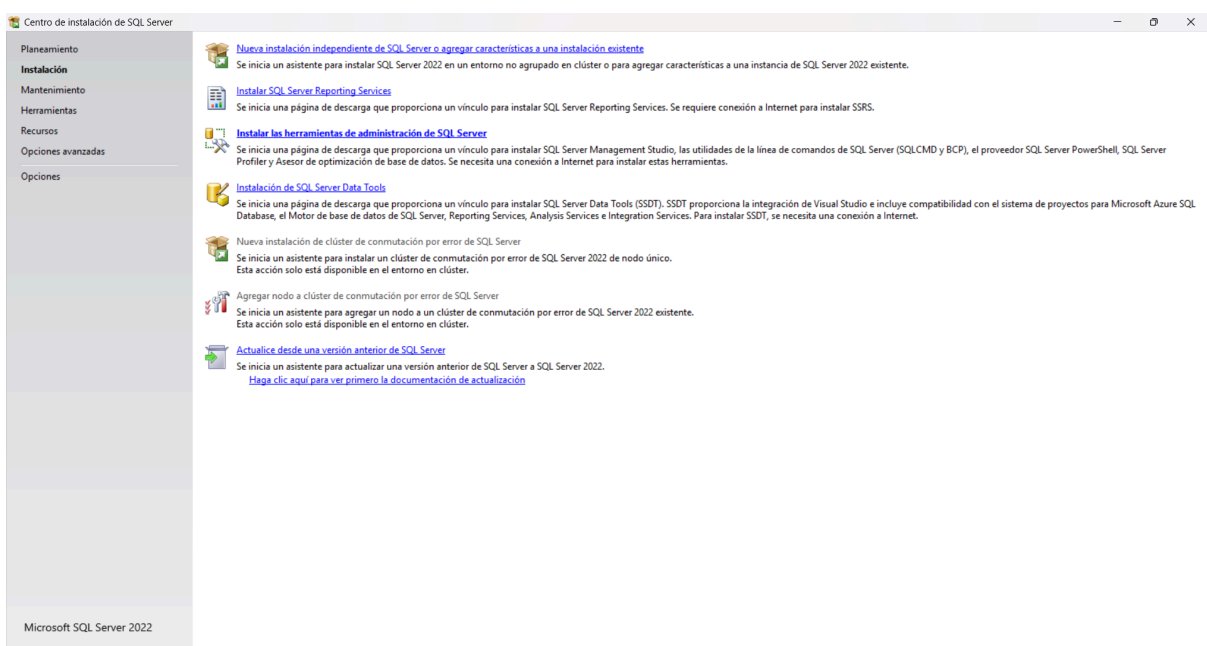 Centro de instalación de SQL Server
Planeamiento
Instalación
Mantenimiento
Herramientas
Recursos
Opciones avanzadas
Opciones
Nueva instalación independiente de SQL Server o agregar características a una instalación existente
Se inicia un asistente para instalar SQL Server 2022 en un entorno no agrupado en clúster o para agregar características a una instancia de SQL Server 2022 existente.
Instalar SQL Server Reporting Services
Se inicia una página de descarga que proporciona un vínculo para instalar SQL Server Reporting Services. Se requiere conexión a Internet para instalar SSRS.
Instalar las herramientas de administración de SQL Server
Se inicia una página de descarga que proporciona un vínculo para instalar SQL Server Management Studio, las utilidades de la línea de comandos de SQL Server (SQLCMD y BCP), el proveedor SQL Server PowerShell, SQL Server
Profiler y Asesor de optimización de base de datos. Se necesita una conexión a Internet para instalar estas herramientas.
Instalación de SQL Server Data Tools
Se inicia una página de descarga que proporciona un vínculo para instalar SQL Server Data Tools (SSDT). SSDT proporciona la integración de Visual Studio e incluye compatibilidad con el sistema de proyectos para Microsoft Azure SQL
Database, el Motor de base de datos de SQL Server, Reporting Services, Analysis Services e Integration Services. Para instalar SSDT, se necesita una conexión a Internet.
Nueva instalación de clúster de conmutación por error de SQL Server
Se inicia un asistente para instalar un clúster de conmutación por error de SQL Server 2022 de nodo único.
Esta acción solo está disponible en el entorno en clúster.
Agregar nodo a clúster de conmutación por error de SQL Server
Se inicia un asistente para agregar un nodo a un clúster de conmutación por error de SQL Server 2022 existente.
Esta acción solo está disponible en el entorno en clúster.
Actualice desde una versión anterior de SQL Server
Se inicia un asistente para actualizar una versión anterior de SQL Server a SQL Server 2022.
Haga clic aquí para ver primero la documentación de actualización
Microsoft SQL Server 2022